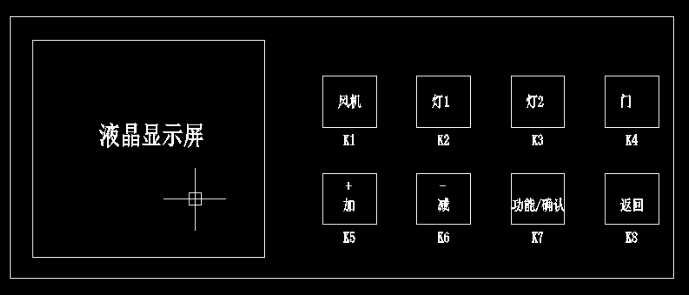 液晶显示屏
风机 灯1 灯2 门
K1 K2 K3 K4
+ -
加 减 功能/确认 返回
K5 K6 K7 K8